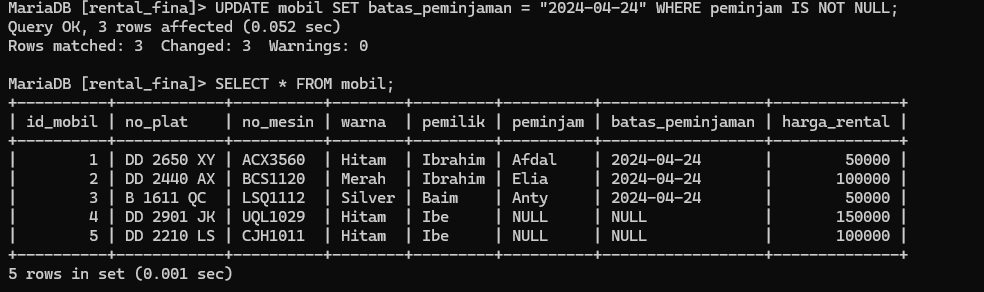 MariaDB [rental_fina]> UPDATE mobil SET batas_peminjaman = "2024-04-24" WHERE peminjam IS NOT NULL;
Query OK, 3 rows affected (0.052 sec)
Rows matched: 3  Changed: 3  Warnings: 0

MariaDB [rental_fina]> SELECT * FROM mobil;
+----------+------------+----------+--------+---------+----------+------------------+--------------+
| id_mobil | no_plat    | no_mesin | warna  | pemilik | peminjam | batas_peminjaman | harga_rental |
+----------+------------+----------+--------+---------+----------+------------------+--------------+
|        1 | DD 2650 XY | ACX3560  | Hitam  | Ibrahim | Afdal    | 2024-04-24       |        50000 |
|        2 | DD 2440 AX | BCS1120  | Merah  | Ibrahim | Elia     | 2024-04-24       |       100000 |
|        3 | B 1611 QC  | LSQ1112  | Silver | Baim    | Anty     | 2024-04-24       |        50000 |
|        4 | DD 2901 JK | UQL1029  | Hitam  | Ibe     | NULL     | NULL             |       150000 |
|        5 | DD 2210 LS | CJH1011  | Hitam  | Ibe     | NULL     | NULL             |       100000 |
+----------+------------+----------+--------+---------+----------+------------------+--------------+
5 rows in set (0.001 sec)